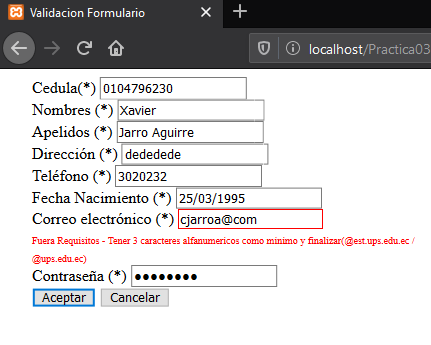 Validacion Formulario
localhost/Practica03
Cedula(*) 0104796230
Nombres (*) Xavier
Apelidos (*) Jarro Aguirre
Dirección (*) dededede
Teléfono (*) 3020232
Fecha Nacimiento (*) 25/03/1995
Correo electrónico (*) cjarroa@com
Fuera Requisitos - Tener 3 caracteres alfanumericos como minimo y finalizar(@est.ups.edu.ec /
@ups.edu.ec)
Contraseña (*) ●●●●●●●●
Aceptar Cancelar